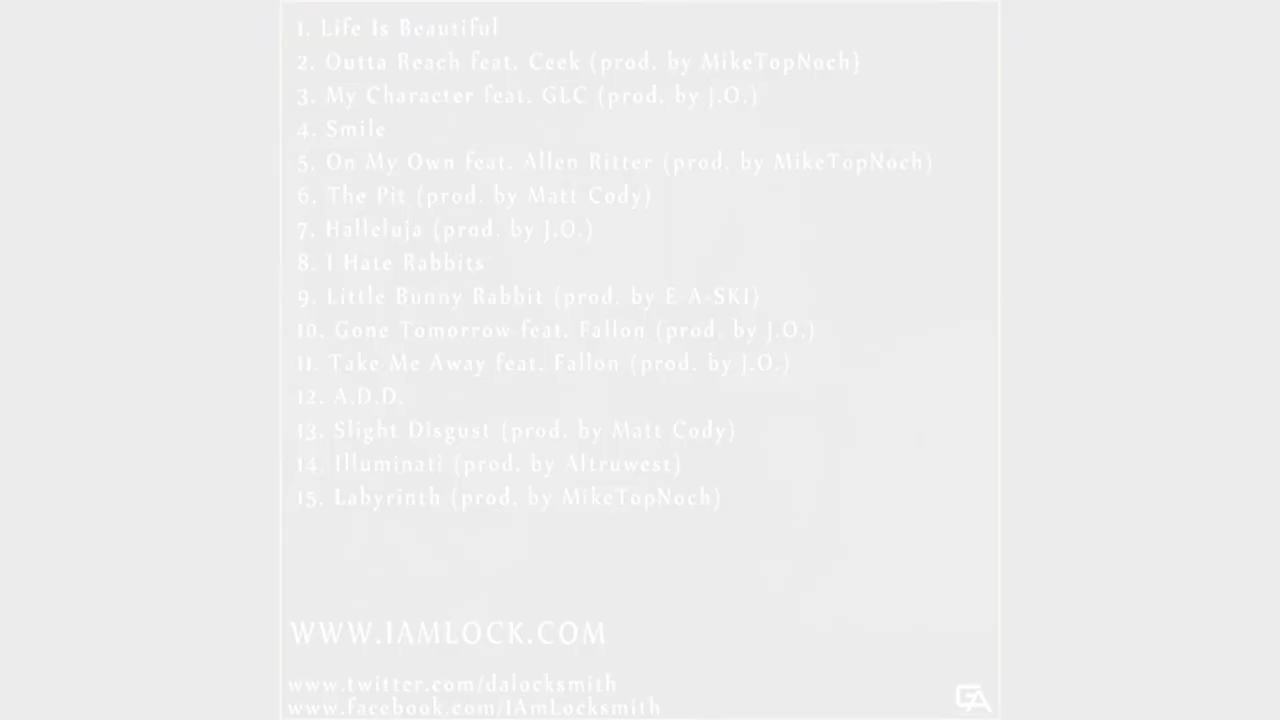 1. Life Is Beautiful
2. Outta Reach feat. Ceek (prod. by MikeTopNoch)
3. My Character feat. GLC (prod. by J.O.)
4. Smile
5. On My Own feat. Allen Ritter (prod. by MikeTopNoch)
6. The Pit (prod. by Matt Cody)
7. Halleluja (prod. by J.O.)
8. I Hate Rabbits
9. Little Bunny Rabbit (prod. by E-A-SKI)
10. Gone Tomorrow feat. Fallon (prod. by J.O.)
11. Take Me Away feat. Fallon (prod. by J.O.)
12. A.D.D.
13. Slight Disgust (prod. by Matt Cody)
14. Illuminati (prod. by Altruwest)
15. Labyrinth (prod. by MikeTopNoch)
WWW.IAMLOCK.COM
www.twitter.com/dalocksmith
www.facebook.com/IAmLocksmith
GA